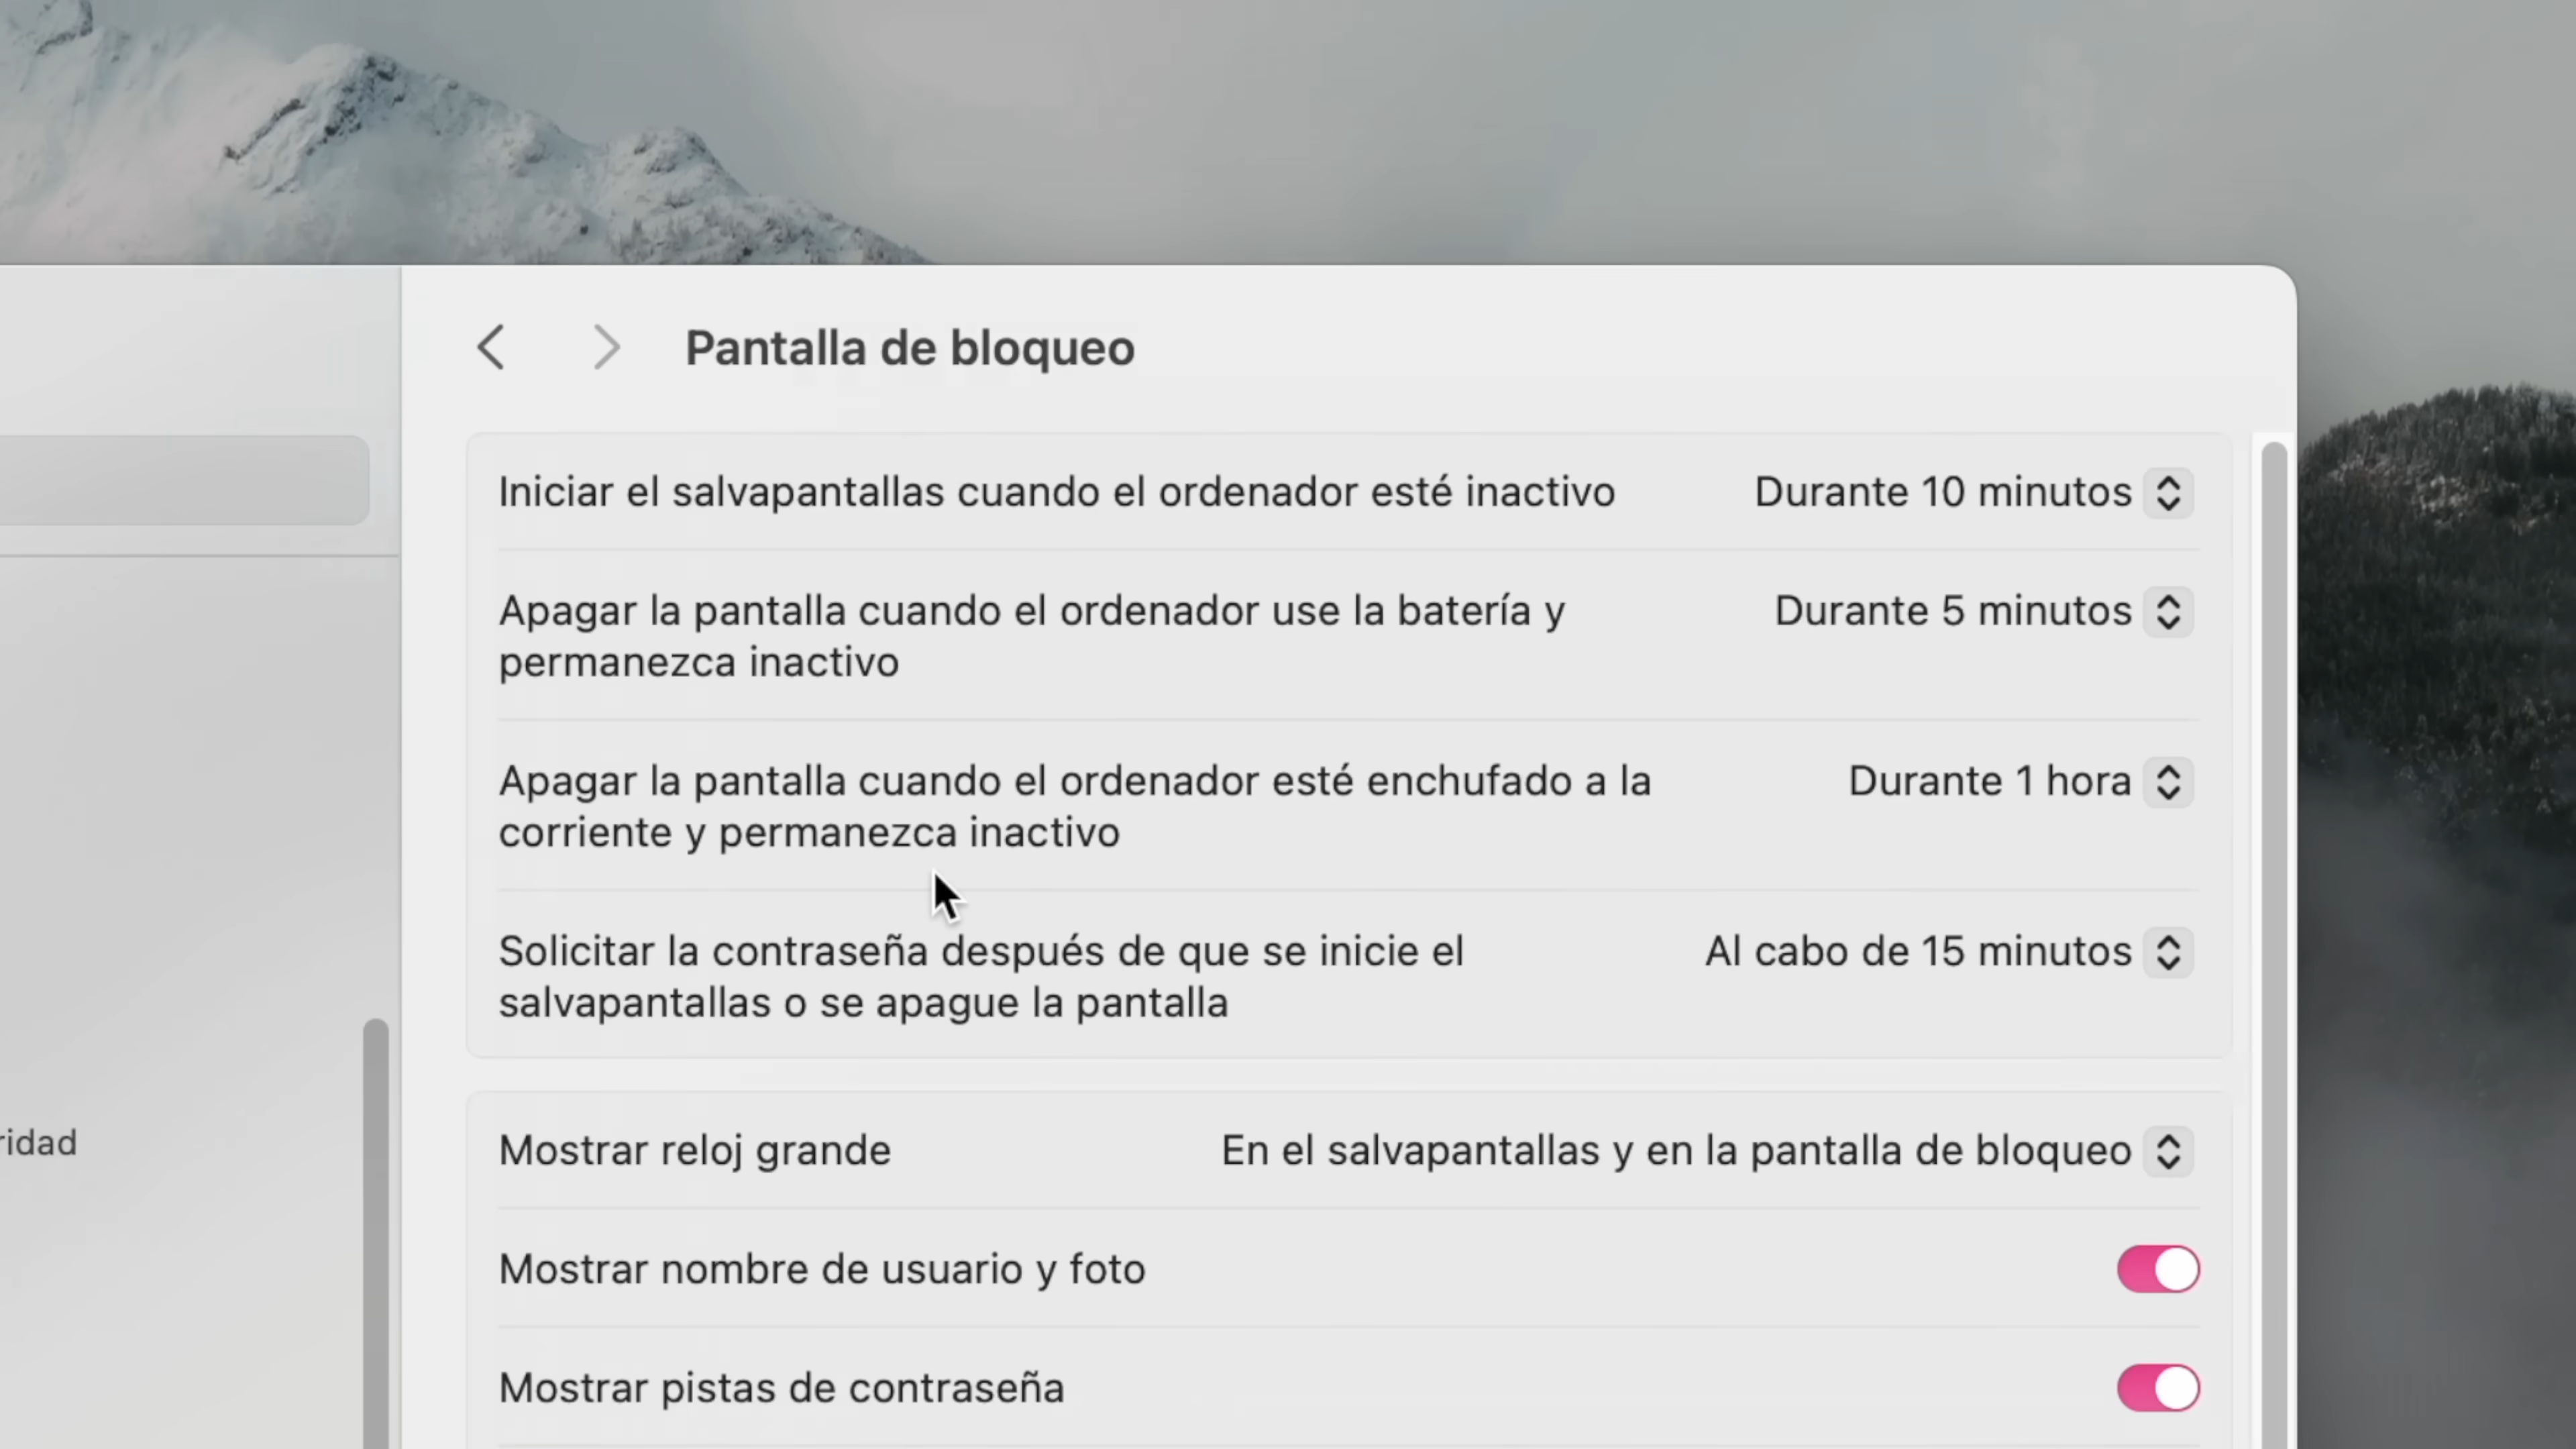 Pantalla de bloqueo
Iniciar el salvapantallas cuando el ordenador esté inactivo Durante 10 minutos
Apagar la pantalla cuando el ordenador use la batería y Durante 5 minutos
permanezca inactivo
Apagar la pantalla cuando el ordenador esté enchufado a la Durante 1 hora
corriente y permanezca inactivo
Solicitar la contraseña después de que se inicie el Al cabo de 15 minutos
salvapantallas o se apague la pantalla
ridad
Mostrar reloj grande En el salvapantallas y en la pantalla de bloqueo
Mostrar nombre de usuario y foto
Mostrar pistas de contraseña